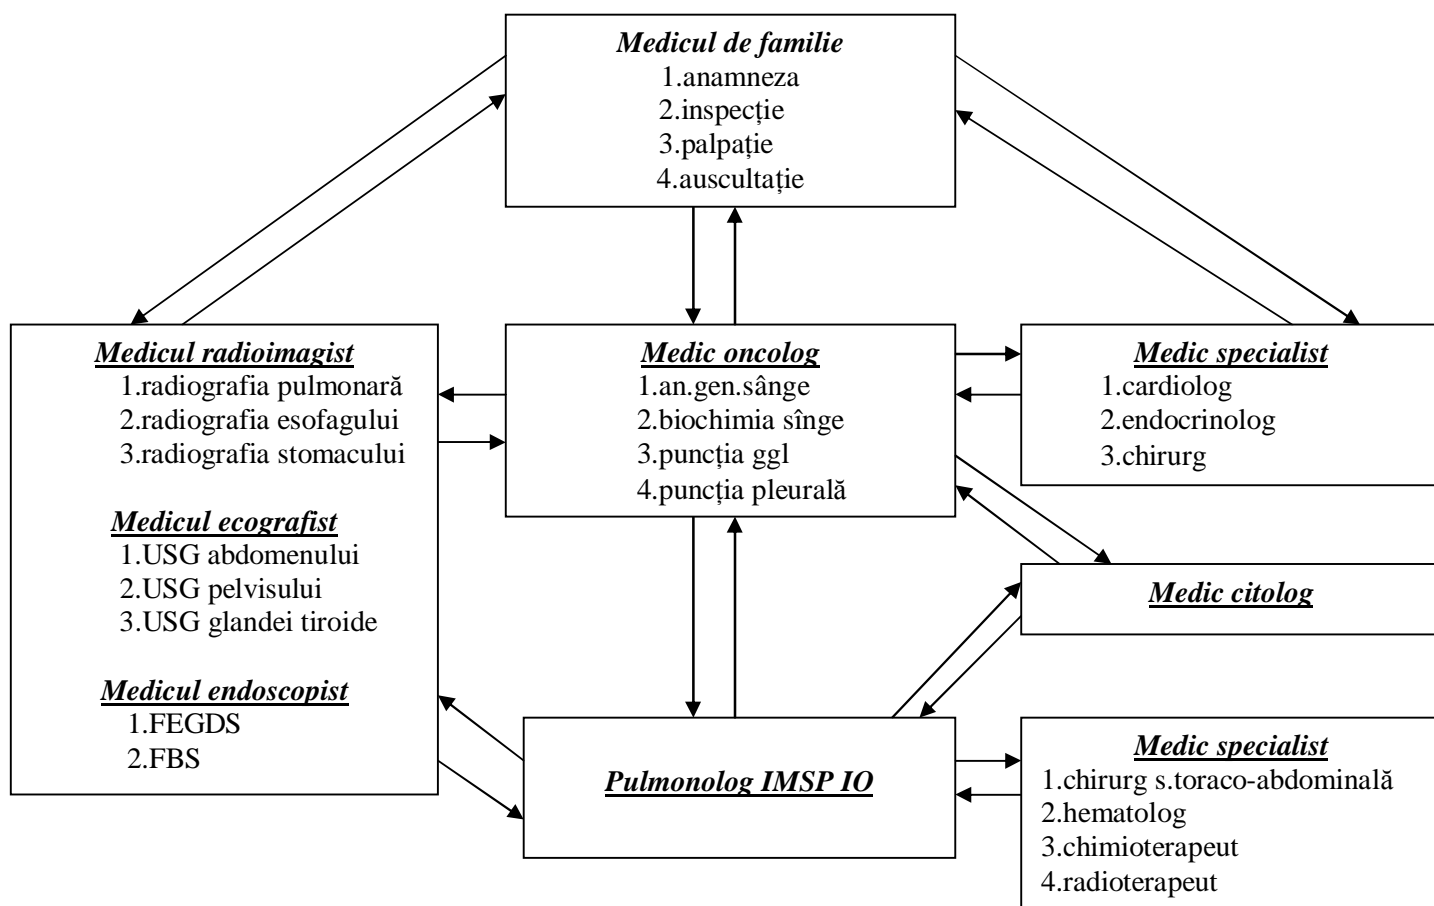 Medicul de familie
1.anamneza
2.inspecție
3.palpație
4.auscultație
Medicul radioimagist
1.radiografia pulmonară
2.radiografia esofagului
3.radiografia stomacului
Medicul ecografist
1.USG abdomenului
2.USG pelvisului
3.USG glandei tiroide
Medicul endoscopist
1.FEGDS
2.FBS
Medic oncolog
1.an.gen.sânge
2.biochimia sînge
3.puncția ggl
4.puncția pleurală
Medic specialist
1.cardiolog
2.endocrinolog
3.chirurg
Medic citolog
Pulmonolog IMSP IO
Medic specialist
1.chirurg s.toraco-abdominală
2.hematolog
3.chimioterapeut
4.radioterapeut